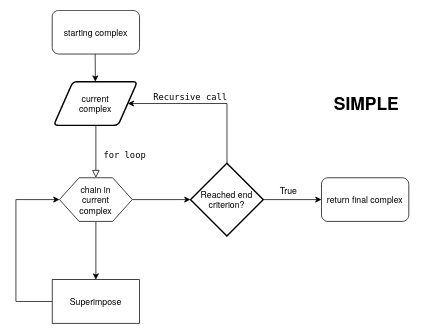 starting complex
current
complex
Recursive call
SIMPLE
for loop
chain in
current
complex
Reached end
criterion?
True
return final complex
Superimpose